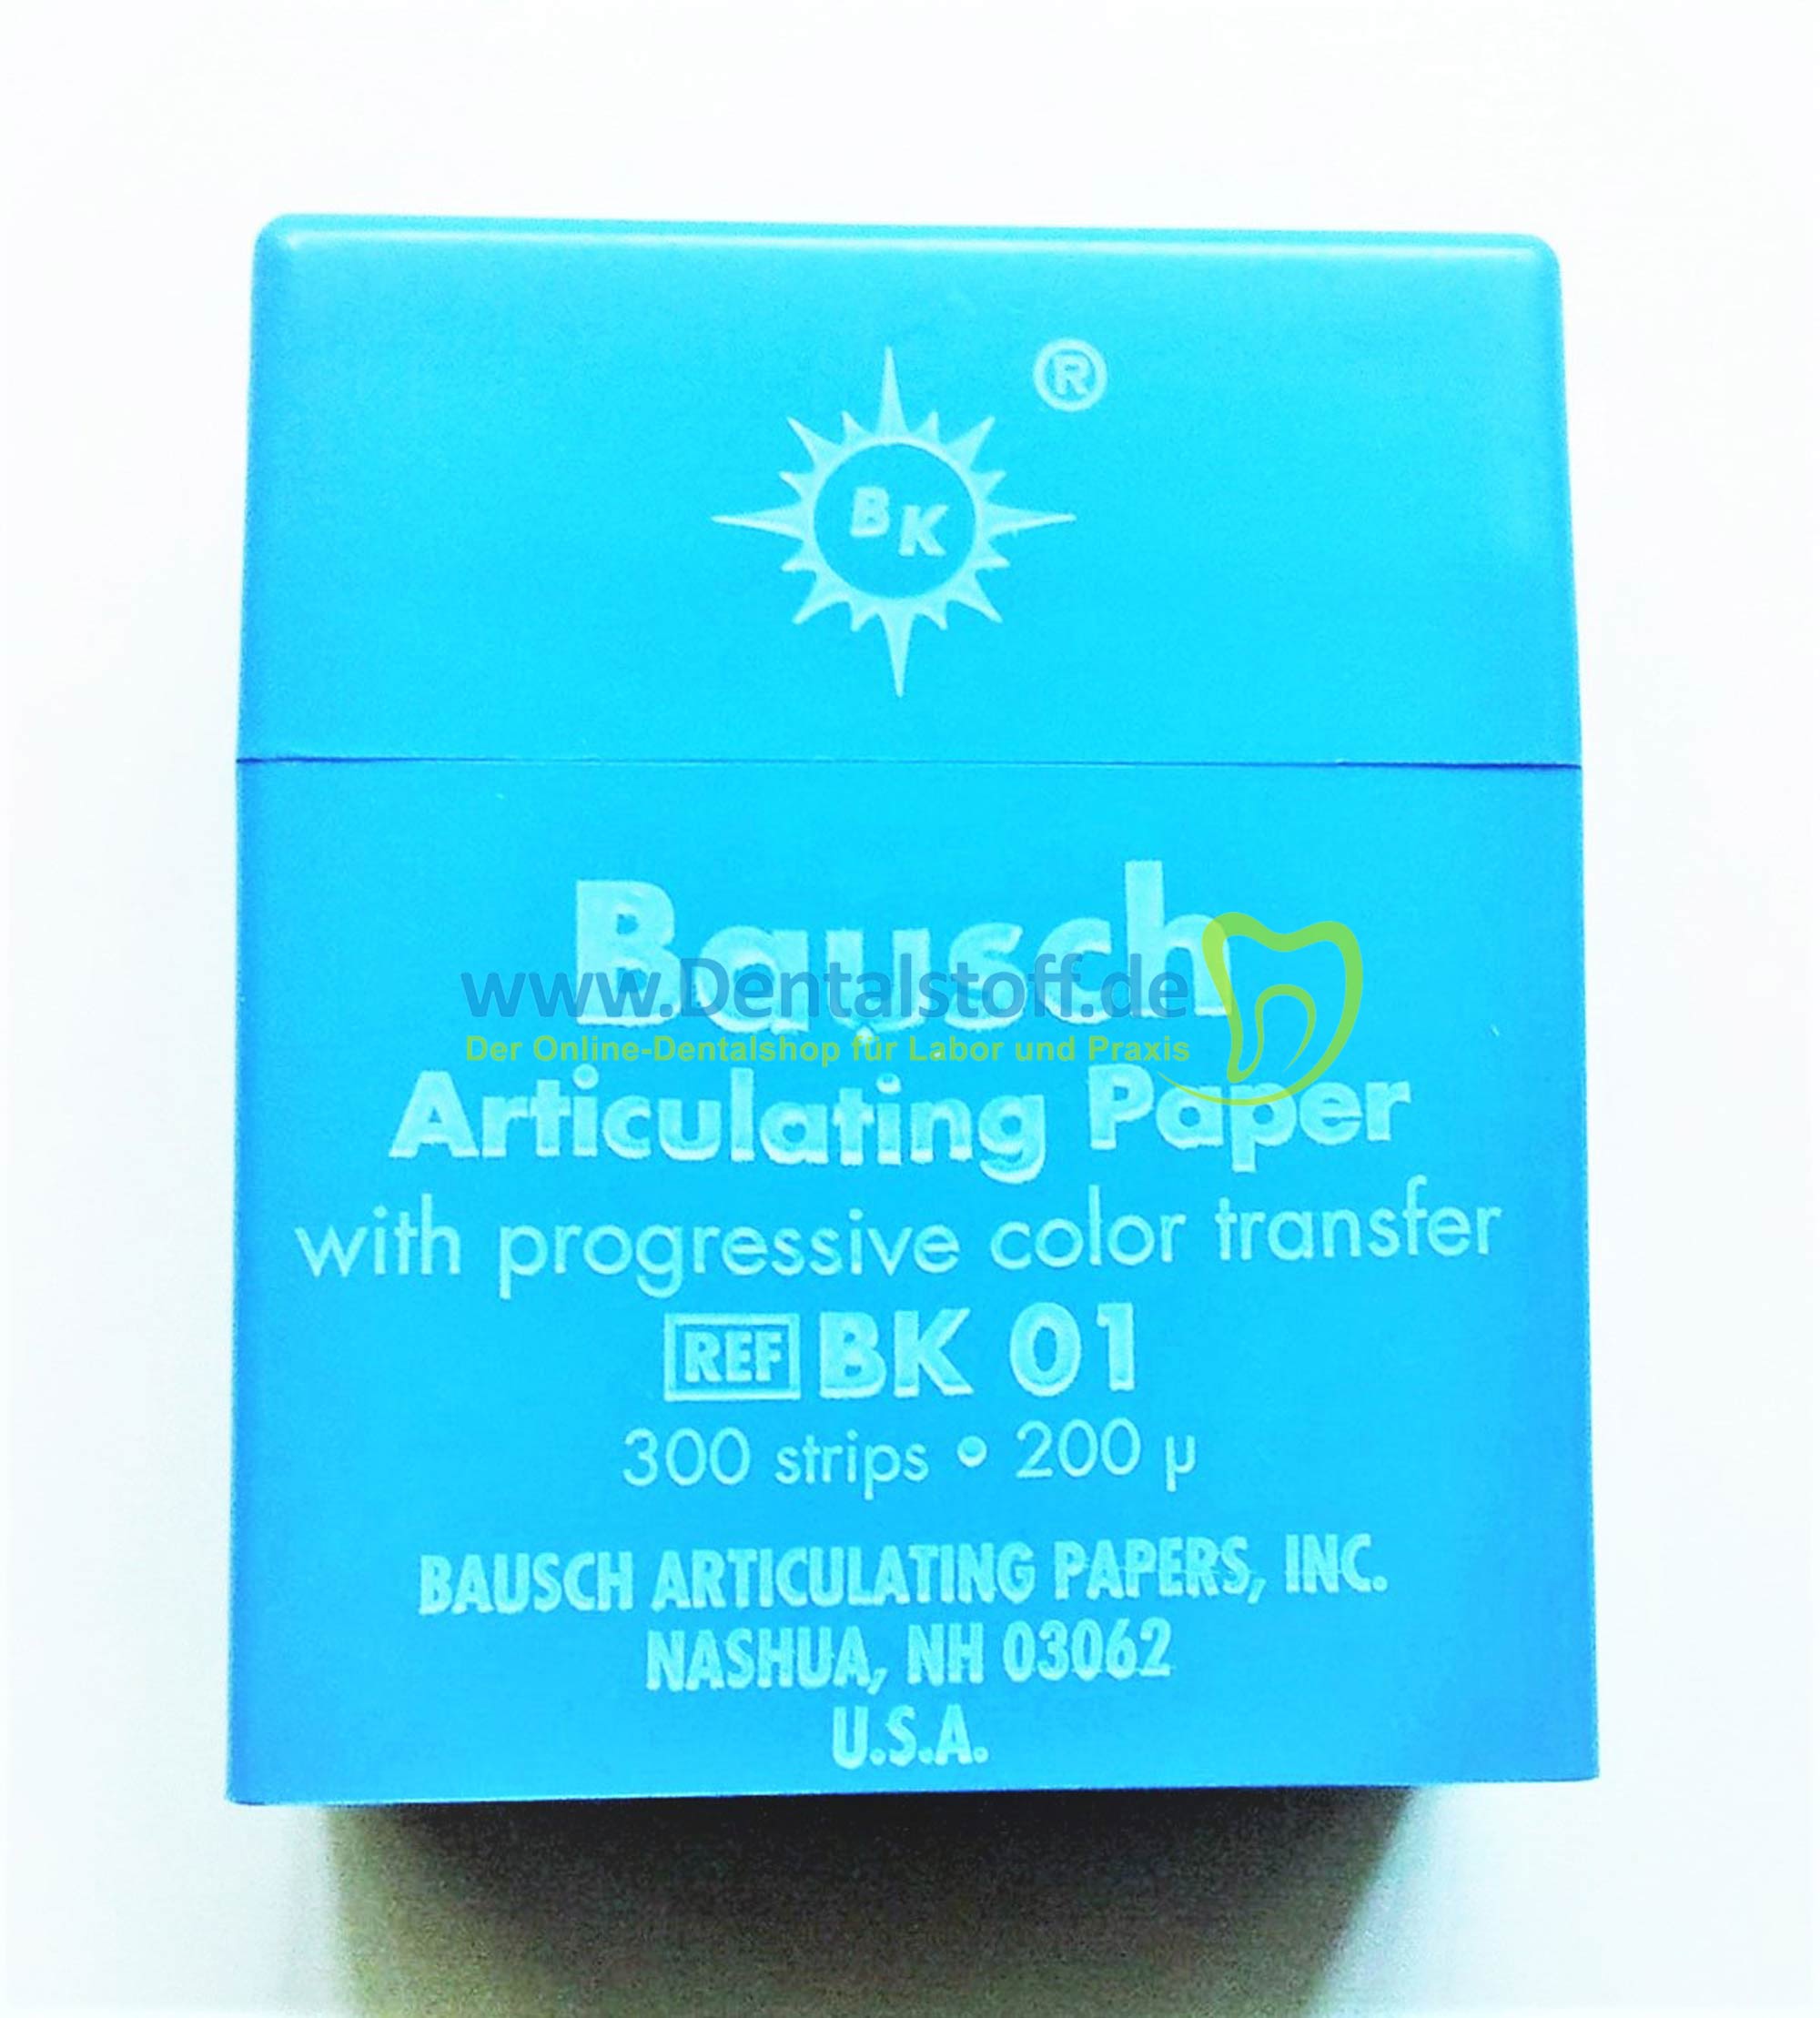 ®
BK
Bausch
www.Dentalstoff.de
Der Online-Dentalshop für Labor und Praxis
Articulating Paper
with progressive color transfer
REF BK 01
300 strips • 200 µ
BAUSCH ARTICULATING PAPERS, INC.
NASHUA, NH 03062
U.S.A.